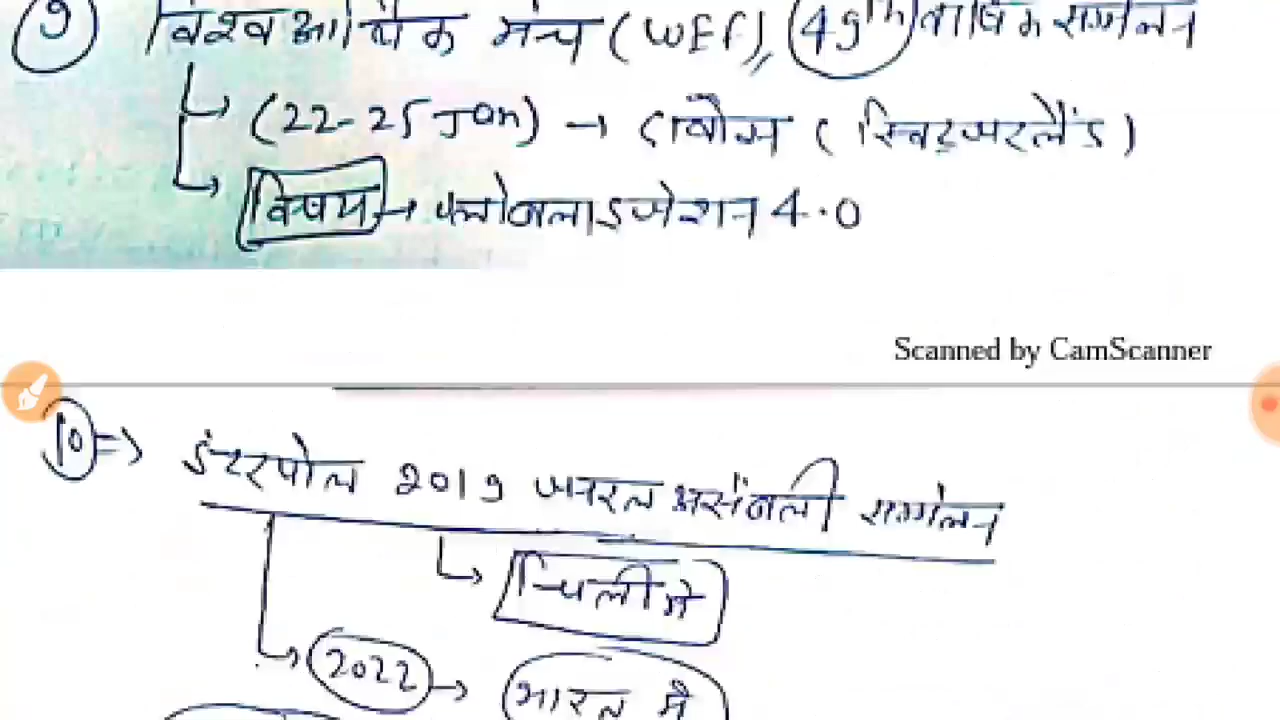 9 विश्व आर्थिक मंच (WEF), 49th वार्षिक सम्मेलन
(22-25 Jan) → दावोस (स्विट्जरलैंड)
विषय → ग्लोबलाइजेशन 4.0
Scanned by CamScanner
10 ⇒ इंटरपोल 2019 जनरल असेंबली सम्मेलन
चिली में
2022 → भारत मै